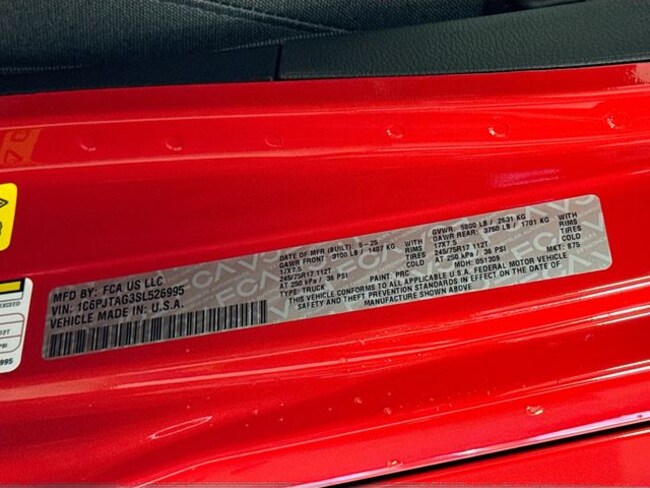 MFD BY: FCA US LLC
VIN: 1C6PJTAG3SL526995
VEHICLE MADE IN: U.S.A.
DATE OF MFR (BUILT): 5-25
GAWR FRONT: 3100 LB / 1407 KG WITH
17X7.5 RIMS
245/75R17 112T TIRES
AT 250 kPa / 36 PSI
TYPE: TRUCK PAINT: PRC
GVWR: 5800 LB / 2631 KG
GAWR REAR: 3750 LB / 1701 KG WITH
17X7.5 RIMS
245/75R17 112T TIRES
AT 250 kPa / 36 PSI
MDH: 051309 MKT: 875
THIS VEHICLE CONFORMS TO ALL APPLICABLE U.S.A. FEDERAL MOTOR VEHICLE
SAFETY AND THEFT PREVENTION STANDARDS IN EFFECT ON THE DATE OF
MANUFACTURE SHOWN ABOVE
12T
PSI
995